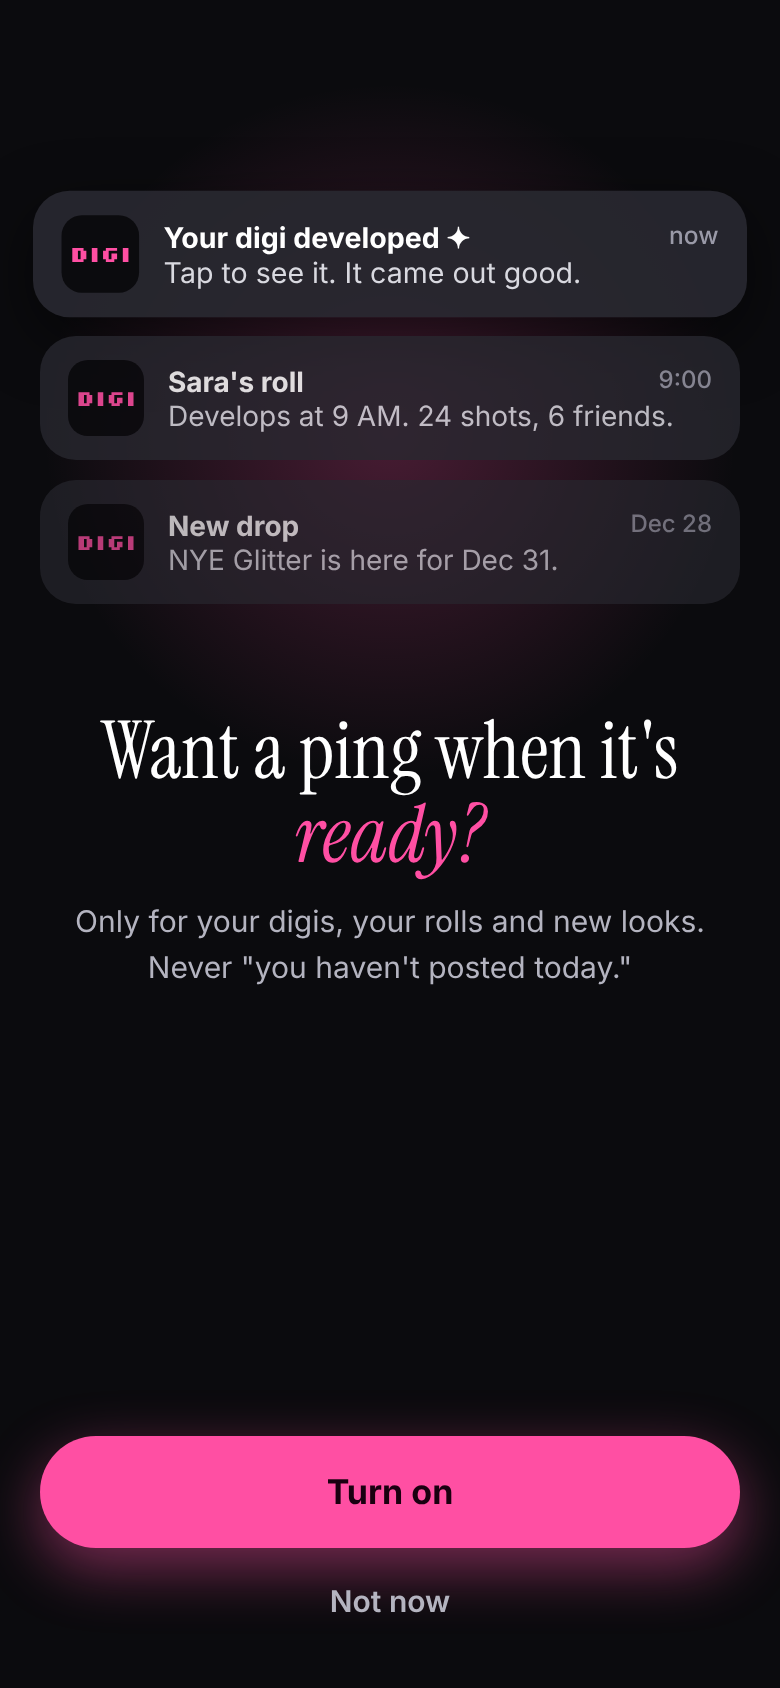 DIGI
Your digi developed ✦
now
Tap to see it. It came out good.
DIGI
Sara's roll
9:00
Develops at 9 AM. 24 shots, 6 friends.
DIGI
New drop
Dec 28
NYE Glitter is here for Dec 31.
Want a ping when it's
ready?
Only for your digis, your rolls and new looks.
Never "you haven't posted today."
Turn on
Not now